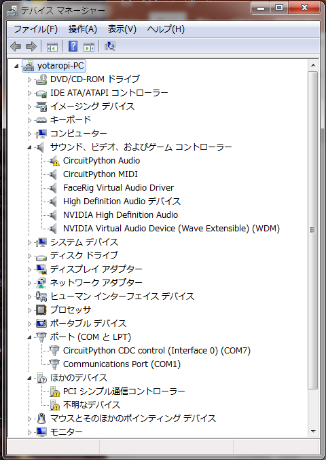 デバイス マネージャー
ファイル(F) 操作(A) 表示(V) ヘルプ(H)
yotaropi-PC
DVD/CD-ROM ドライブ
IDE ATA/ATAPI コントローラー
イメージング デバイス
キーボード
コンピューター
サウンド、ビデオ、およびゲーム コントローラー
CircuitPython Audio
CircuitPython MIDI
FaceRig Virtual Audio Driver
High Definition Audio デバイス
NVIDIA High Definition Audio
NVIDIA Virtual Audio Device (Wave Extensible) (WDM)
システム デバイス
ディスク ドライブ
ディスプレイ アダプター
ネットワーク アダプター
ヒューマン インターフェイス デバイス
プロセッサ
ポータブル デバイス
ポート (COM と LPT)
CircuitPython CDC control (Interface 0) (COM7)
Communications Port (COM1)
ほかのデバイス
PCI シンプル通信コントローラー
不明なデバイス
マウスとそのほかのポインティング デバイス
モニター